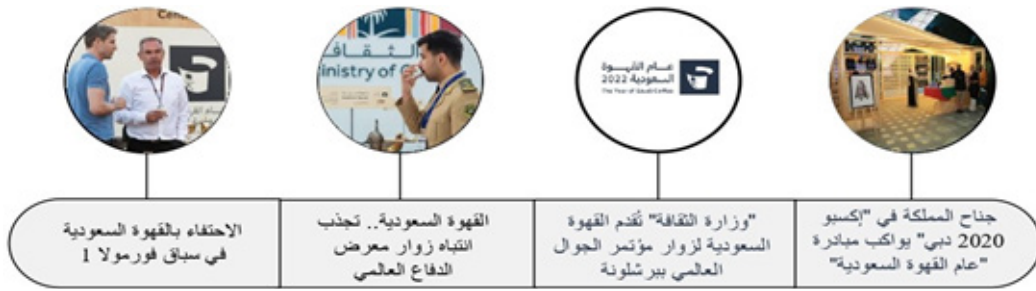 الثقافة
عام القهوة
السعودية 2022
The Year of Saudi Coffee
جناح المملكة في "إكسبو
2020 دبي" يواكب مبادرة
"عام القهوة السعودية"
"وزارة الثقافة" تُقدم القهوة
السعودية لزوار مؤتمر الجوال
العالمي ببرشلونة
القهوة السعودية.. تجذب
انتباه زوار معرض
الدفاع العالمي
الاحتفاء بالقهوة السعودية
في سباق فورمولا 1